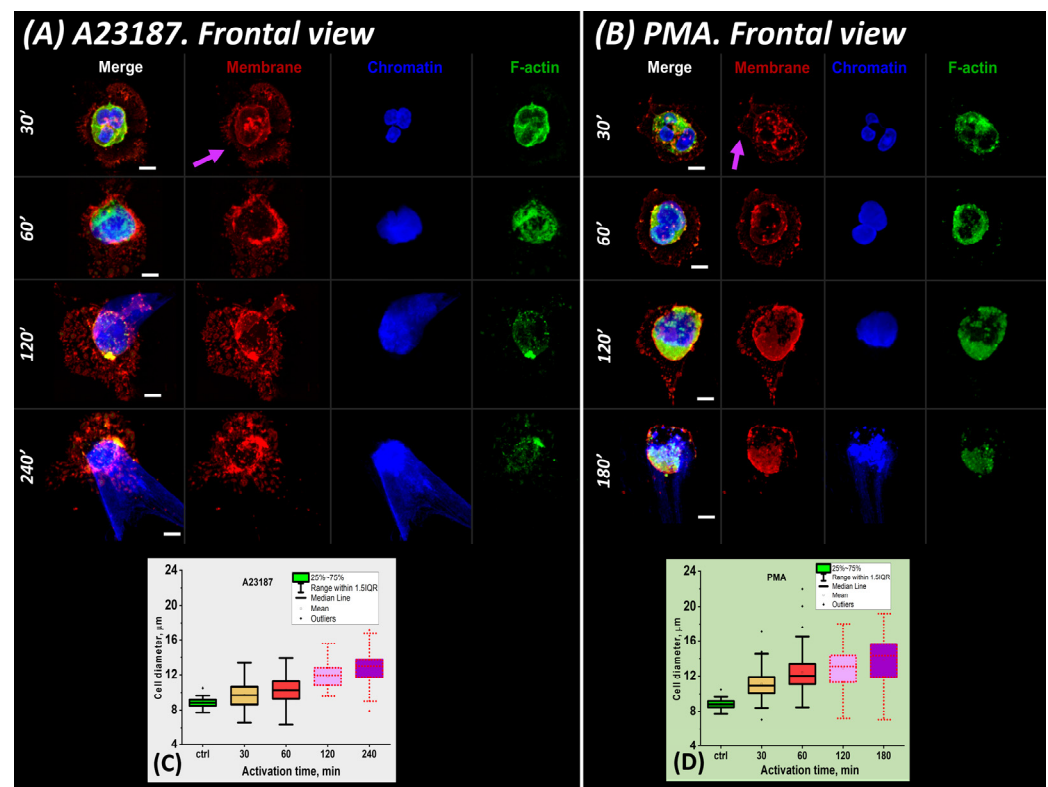 (A) A23187. Frontal view
Merge Membrane Chromatin F-actin
30'
60'
120'
240'
(B) PMA. Frontal view
Merge Membrane Chromatin F-actin
30'
60'
120'
180'
A23187
25%~75%
Range within 1.5IQR
Median Line
Mean
Outliers
Cell diameter, μm
24
20
16
12
8
4
ctrl 30 60 120 240
Activation time, min
(C)
PMA
25%~75%
Range within 1.5IQR
Median Line
Mean
Outliers
Cell diameter, μm
24
20
16
12
8
4
ctrl 30 60 120 180
Activation time, min
(D)